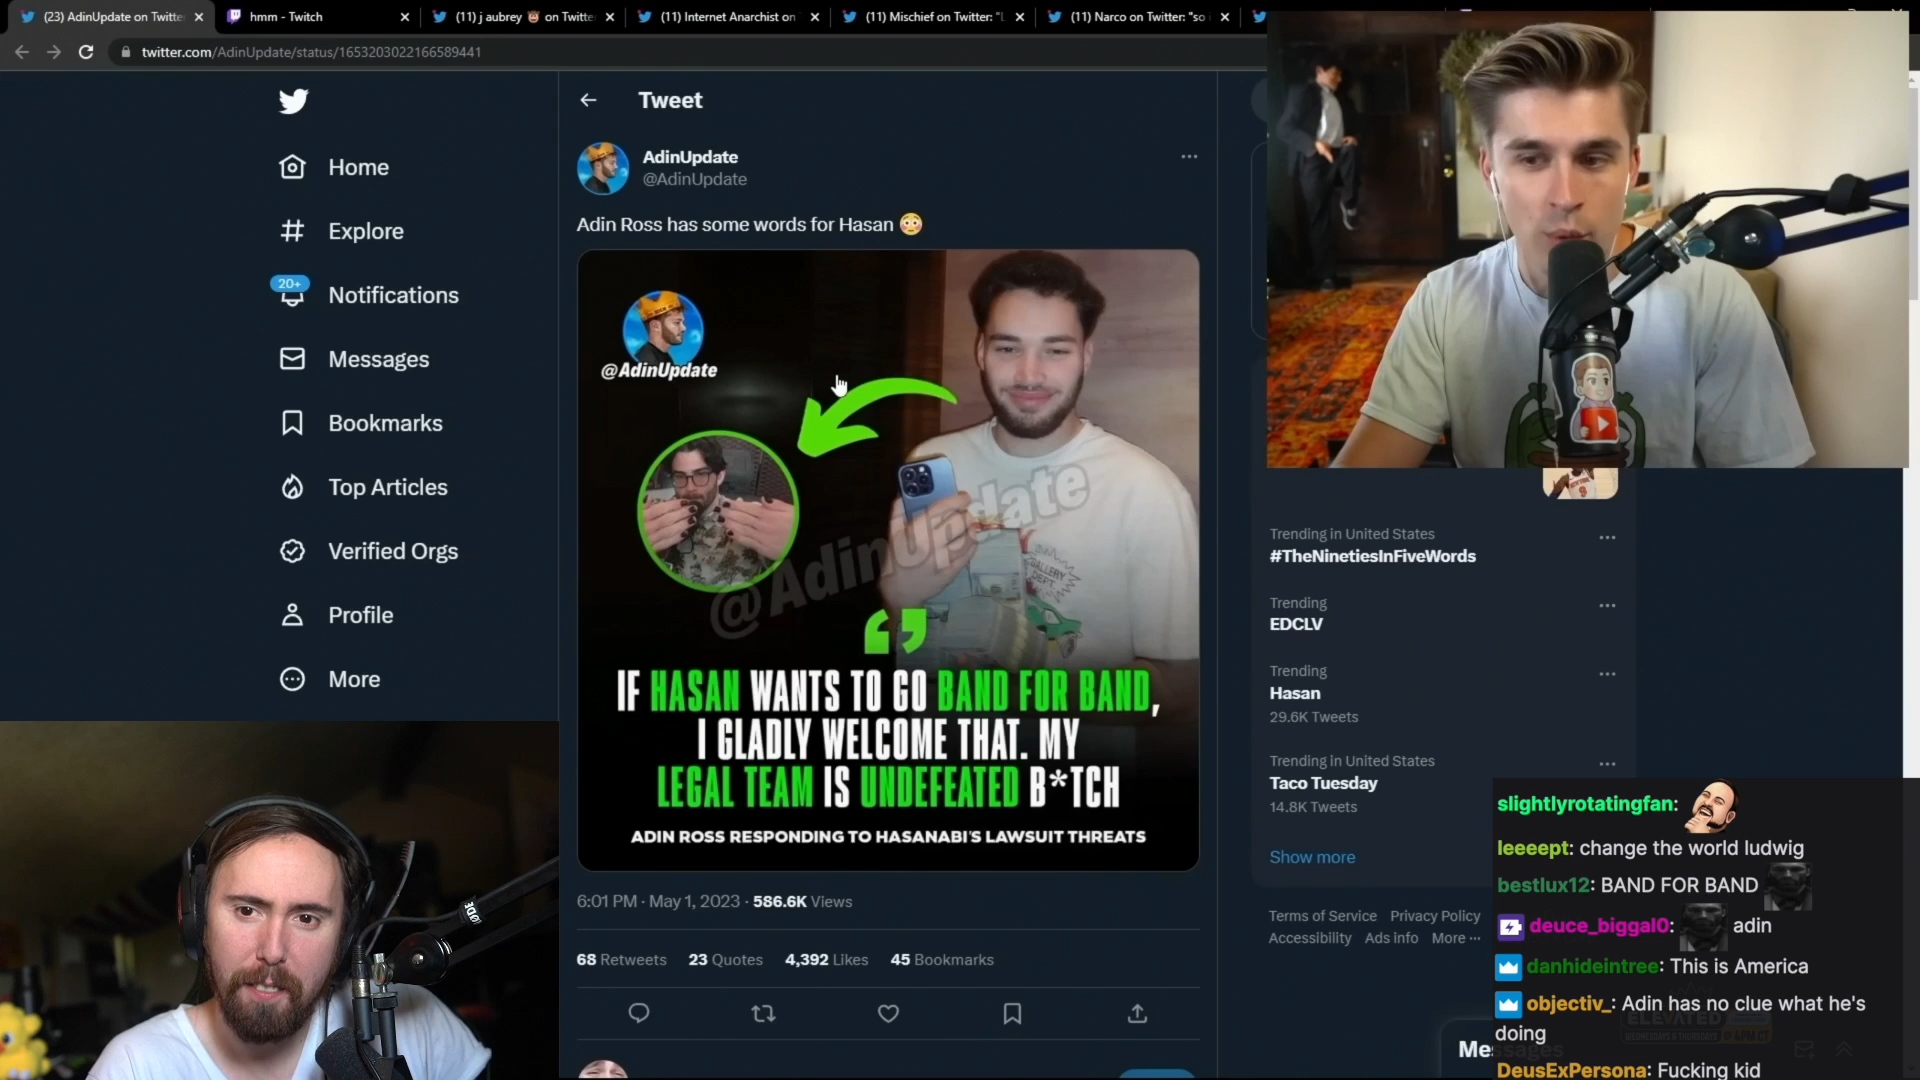 (23) AdinUpdate on Twitte
hmm - Twitch
(11) j aubrey 👿 on Twitte
(11) Internet Anarchist on
(11) Mischief on Twitter: "L
(11) Narco on Twitter: "so i
twitter.com/AdinUpdate/status/1653203022166589441
Home
Explore
20+
Notifications
Messages
Bookmarks
Top Articles
Verified Orgs
Profile
More
Tweet
AdinUpdate
@AdinUpdate
Adin Ross has some words for Hasan 😳
@AdinUpdate
@AdinUpdate
GALLERY
DEPT.
IF HASAN WANTS TO GO BAND FOR BAND,
I GLADLY WELCOME THAT. MY
LEGAL TEAM IS UNDEFEATED B*TCH
ADIN ROSS RESPONDING TO HASANABI'S LAWSUIT THREATS
6:01 PM · May 1, 2023 · 586.6K Views
68 Retweets 23 Quotes 4,392 Likes 45 Bookmarks
Trending in United States
#TheNinetiesInFiveWords
Trending
EDCLV
Trending
Hasan
29.6K Tweets
Trending in United States
Taco Tuesday
14.8K Tweets
Show more
Terms of Service Privacy Policy
Accessibility Ads info More ...
slightlyrotatingfan:
leeeept: change the world ludwig
bestlux12: BAND FOR BAND
deuce_biggal0: adin
danhideintree: This is America
objectiv_: Adin has no clue what he's
doing
ELEVATED
Messages
DeusExPersona: Fucking kid